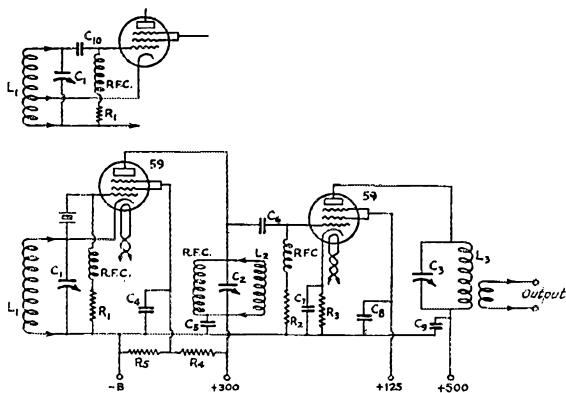 C10
L1
C1
R.F.C.
R1
59
59
C6
L1
C1
R.F.C.
R1
C4
R.F.C.
C2
L2
C5
RFC
R2
C7
R3
C8
C3
L3
C9
Output
R5
R4
-B
+300
+125
+500